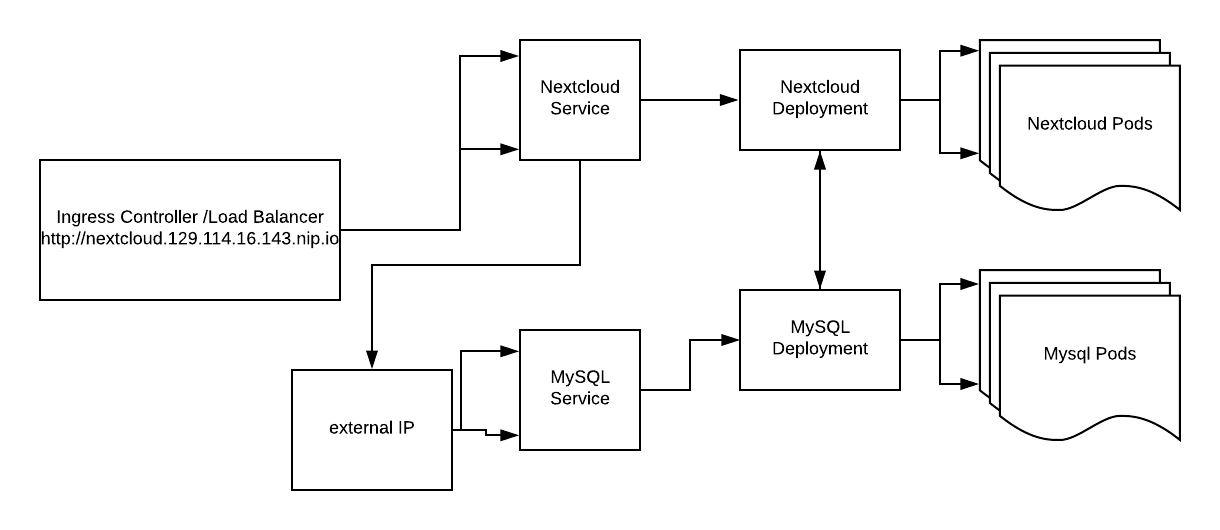 Nextcloud
Service
Nextcloud
Deployment
Nextcloud Pods
Ingress Controller /Load Balancer
http://nextcloud.129.114.16.143.nip.io
external IP
MySQL
Service
MySQL
Deployment
Mysql Pods